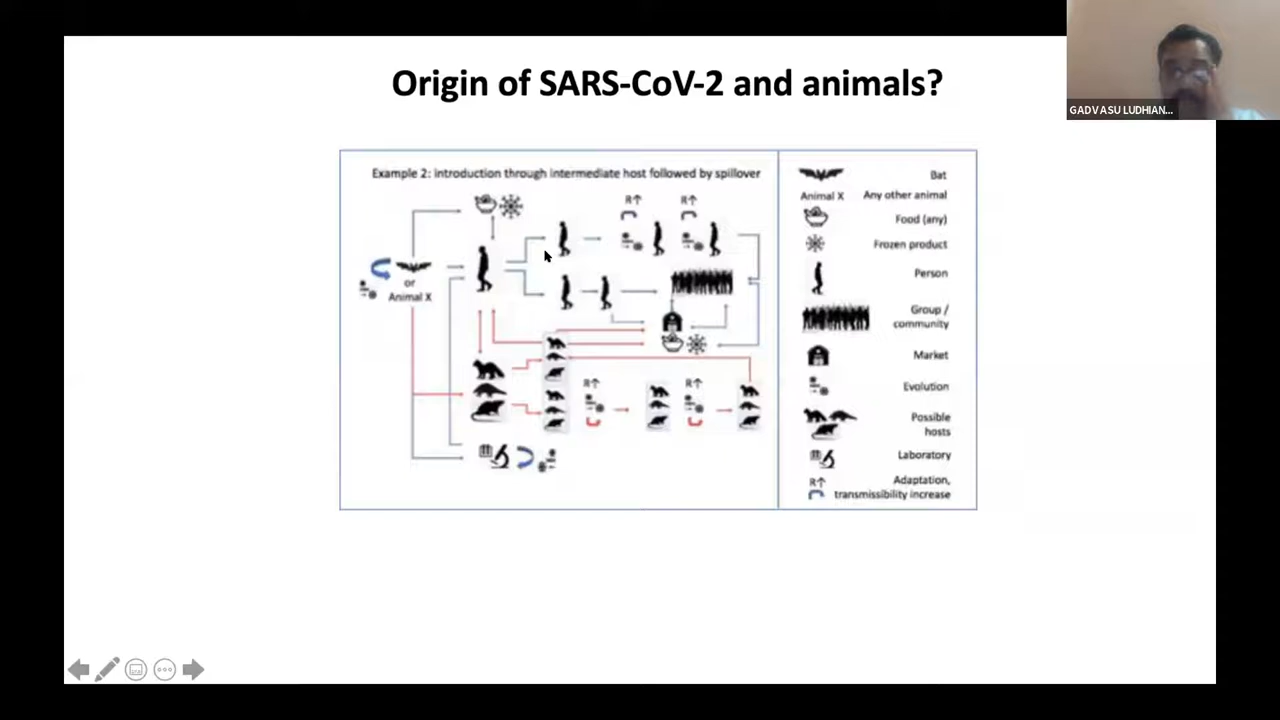 Origin of SARS-CoV-2 and animals?
GADVASU LUDHIAN...
Example 2: introduction through intermediate host followed by spillover
R↑
R↑
or
Animal X
R↑
R↑
Bat
Animal X
Any other animal
Food (any)
Frozen product
Person
Group /
community
Market
Evolution
Possible
hosts
Laboratory
R↑
Adaptation,
transmissibility increase